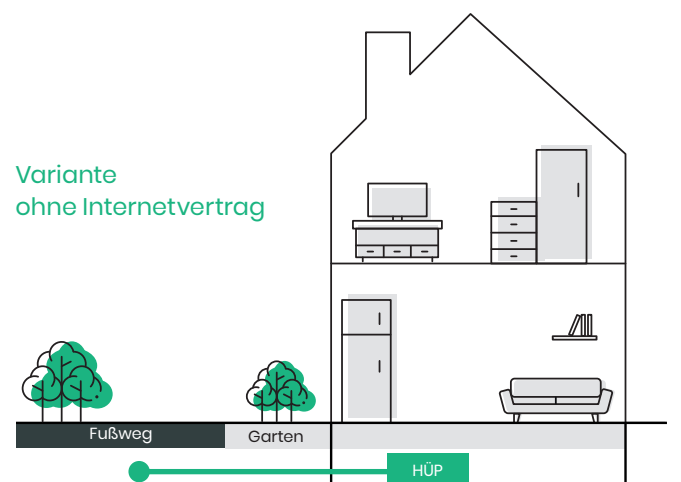 Variante
ohne Internetvertrag
Fußweg
Garten
HÜP